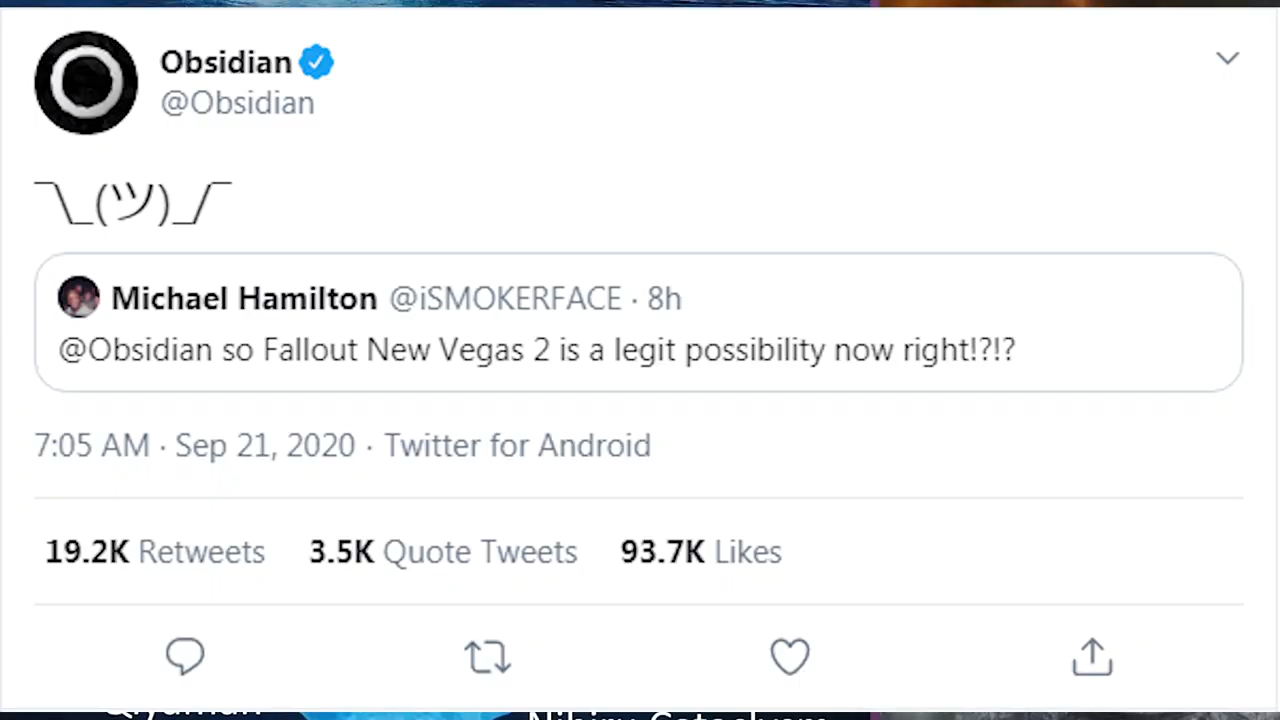 Obsidian
@Obsidian
¯\_(ツ)_/¯
Michael Hamilton @iSMOKERFACE · 8h
@Obsidian so Fallout New Vegas 2 is a legit possibility now right!?!?
7:05 AM · Sep 21, 2020 · Twitter for Android
19.2K Retweets 3.5K Quote Tweets 93.7K Likes